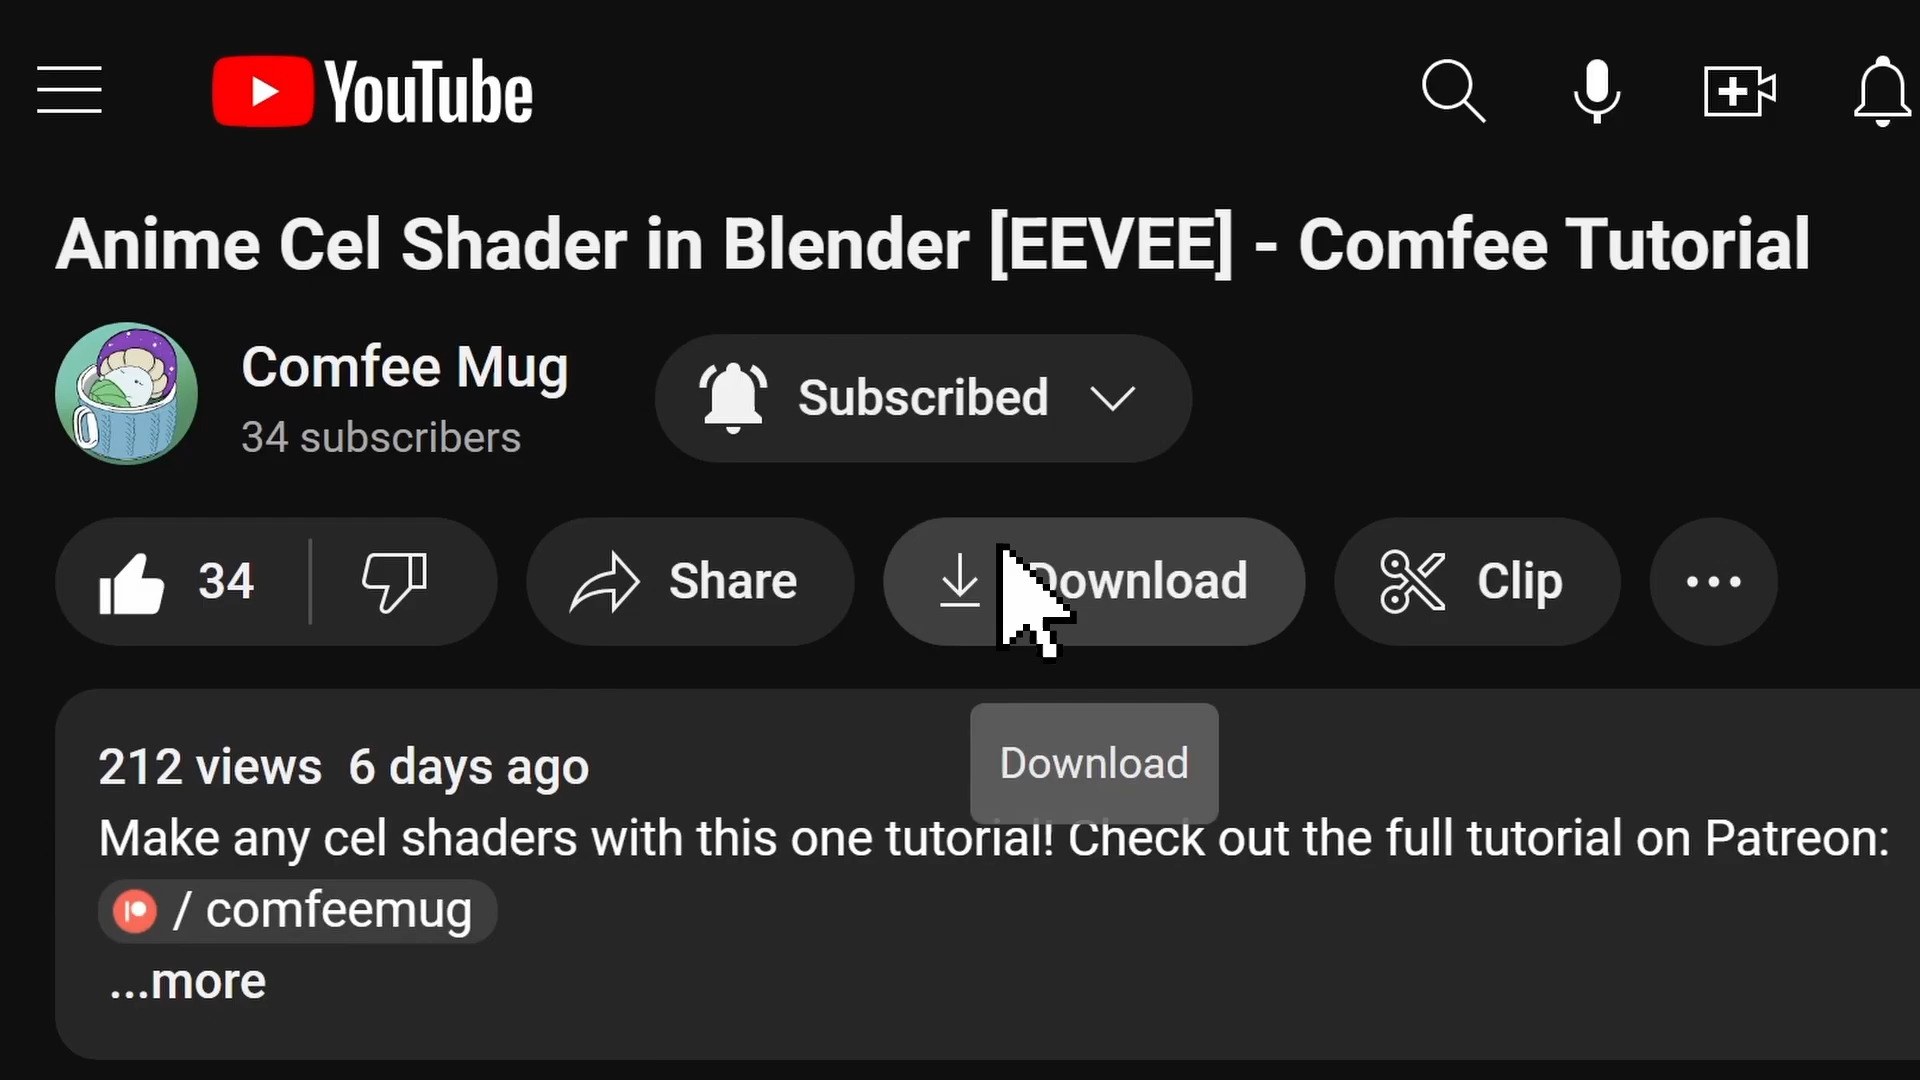 YouTube
Anime Cel Shader in Blender [EEVEE] - Comfee Tutorial
Comfee Mug
34 subscribers
Subscribed
34
Share
Download
Clip
212 views 6 days ago
Download
Make any cel shaders with this one tutorial! Check out the full tutorial on Patreon:
/ comfeemug
...more